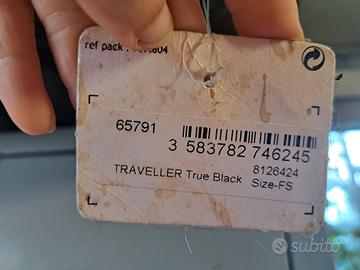 ref pack
65791
3 583782 746245
TRAVELLER True Black
8126424
Size-FS
subito